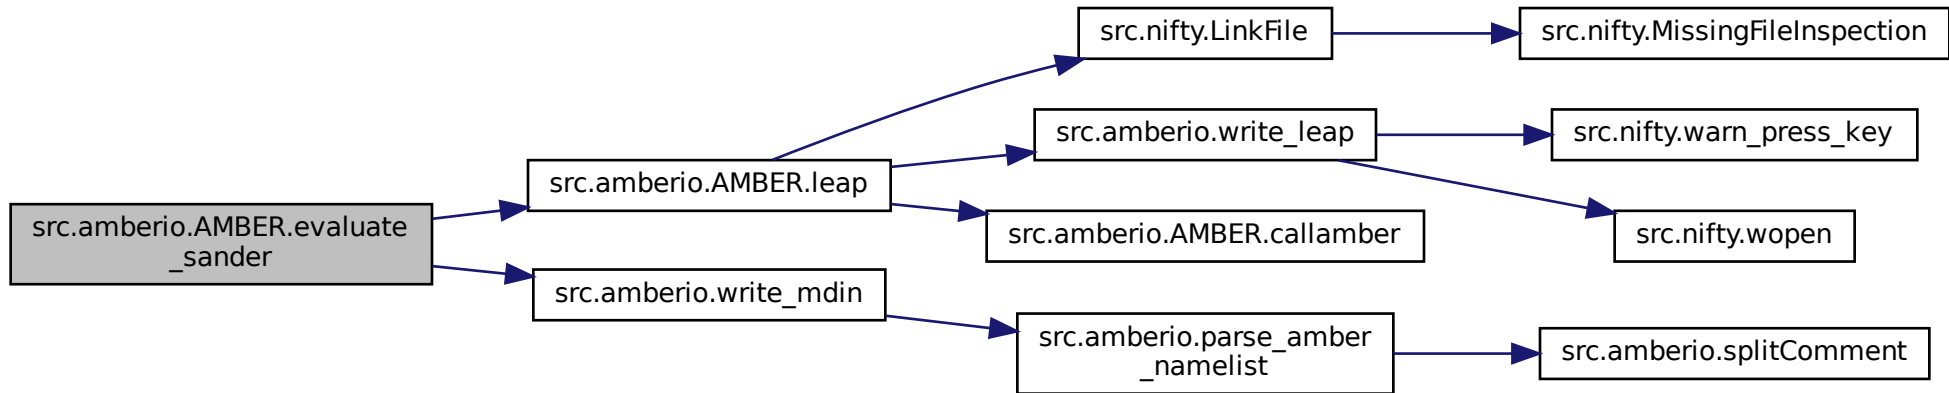 src.nifty.LinkFile
src.nifty.MissingFileInspection
src.amberio.write_leap
src.nifty.warn_press_key
src.amberio.AMBER.leap
src.amberio.AMBER.evaluate
_sander
src.amberio.AMBER.callamber
src.nifty.wopen
src.amberio.write_mdin
src.amberio.parse_amber
_namelist
src.amberio.splitComment